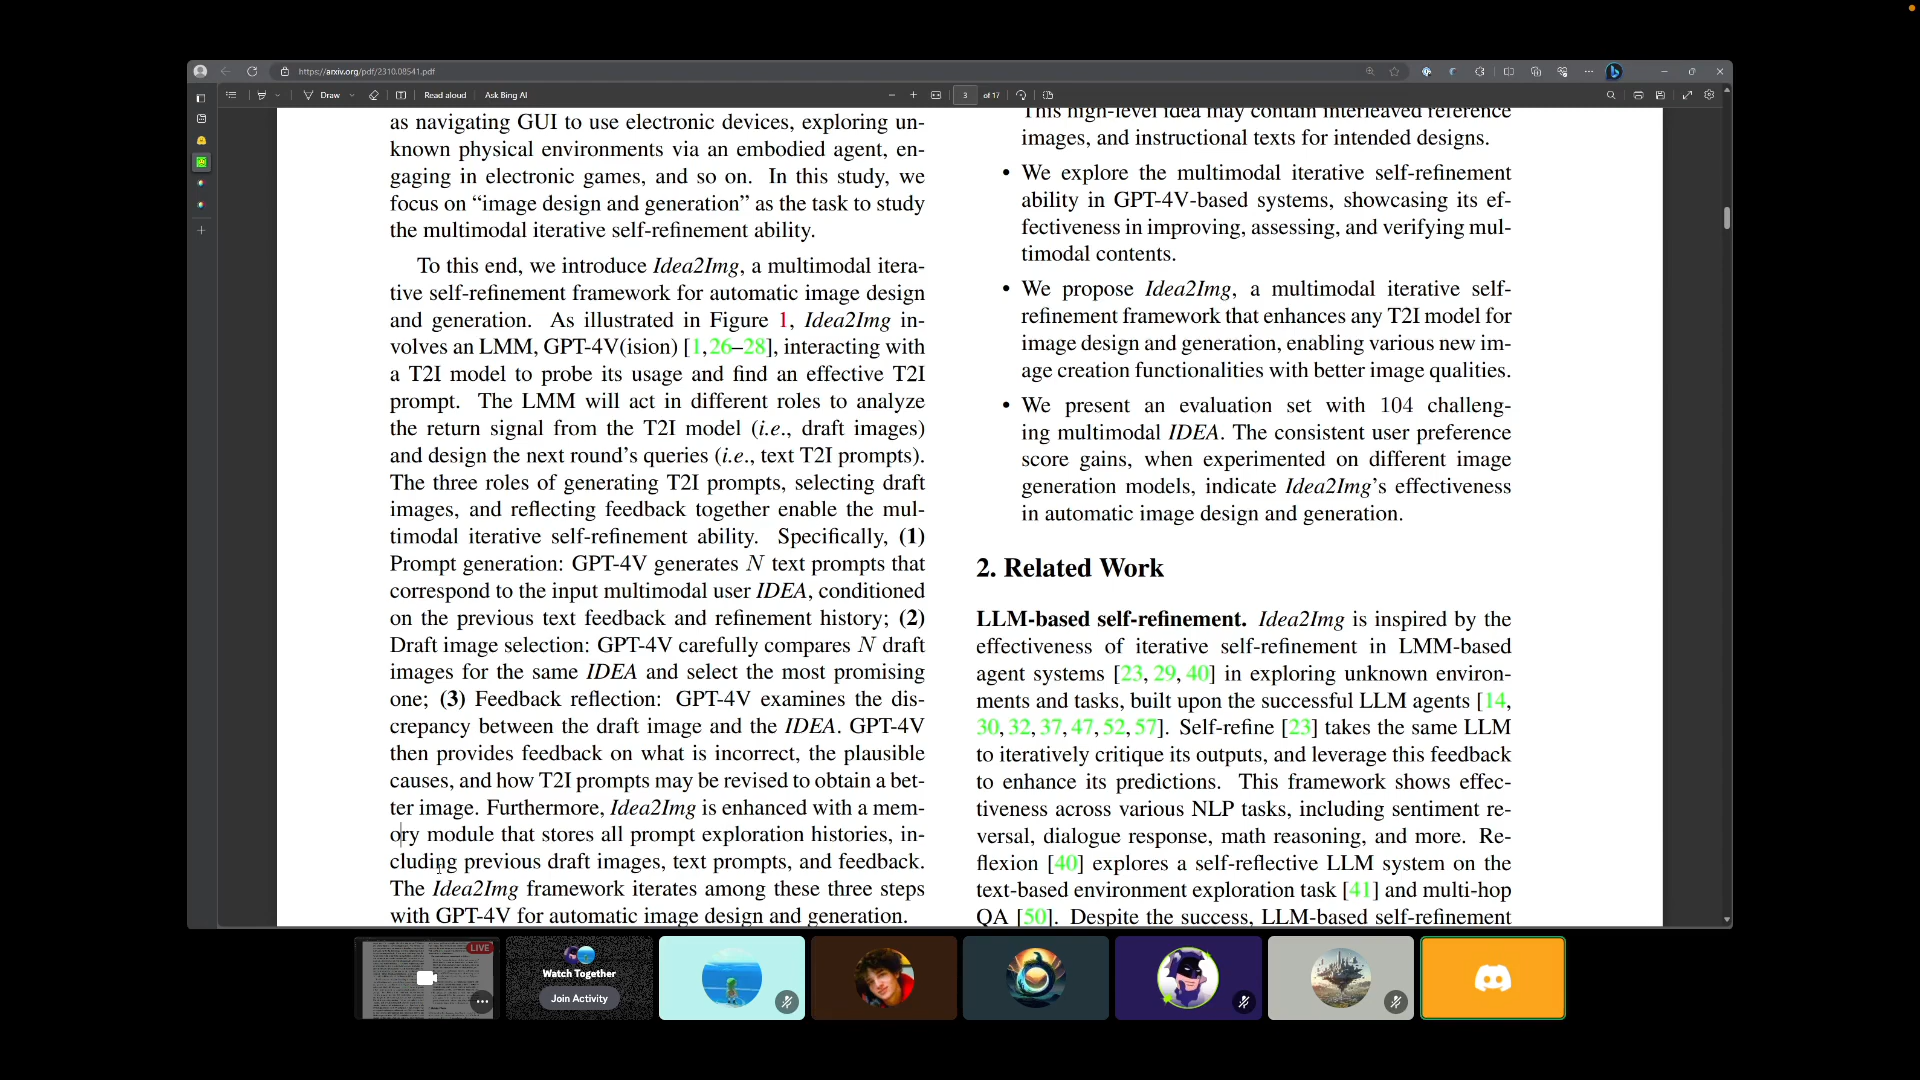 https://arxiv.org/pdf/2310.08541.pdf
Draw
Read aloud
Ask Bing AI
3
of 17
as navigating GUI to use electronic devices, exploring un-
known physical environments via an embodied agent, en-
gaging in electronic games, and so on. In this study, we
focus on “image design and generation” as the task to study
the multimodal iterative self-refinement ability.
To this end, we introduce Idea2Img, a multimodal itera-
tive self-refinement framework for automatic image design
and generation. As illustrated in Figure 1, Idea2Img in-
volves an LMM, GPT-4V(ision) [1,26–28], interacting with
a T2I model to probe its usage and find an effective T2I
prompt. The LMM will act in different roles to analyze
the return signal from the T2I model (i.e., draft images)
and design the next round’s queries (i.e., text T2I prompts).
The three roles of generating T2I prompts, selecting draft
images, and reflecting feedback together enable the mul-
timodal iterative self-refinement ability. Specifically, (1)
Prompt generation: GPT-4V generates N text prompts that
correspond to the input multimodal user IDEA, conditioned
on the previous text feedback and refinement history; (2)
Draft image selection: GPT-4V carefully compares N draft
images for the same IDEA and select the most promising
one; (3) Feedback reflection: GPT-4V examines the dis-
crepancy between the draft image and the IDEA. GPT-4V
then provides feedback on what is incorrect, the plausible
causes, and how T2I prompts may be revised to obtain a bet-
ter image. Furthermore, Idea2Img is enhanced with a mem-
ory module that stores all prompt exploration histories, in-
cluding previous draft images, text prompts, and feedback.
The Idea2Img framework iterates among these three steps
with GPT-4V for automatic image design and generation.
This high-level idea may contain interleaved reference
images, and instructional texts for intended designs.
• We explore the multimodal iterative self-refinement
ability in GPT-4V-based systems, showcasing its ef-
fectiveness in improving, assessing, and verifying mul-
timodal contents.
• We propose Idea2Img, a multimodal iterative self-
refinement framework that enhances any T2I model for
image design and generation, enabling various new im-
age creation functionalities with better image qualities.
• We present an evaluation set with 104 challeng-
ing multimodal IDEA. The consistent user preference
score gains, when experimented on different image
generation models, indicate Idea2Img’s effectiveness
in automatic image design and generation.
2. Related Work
LLM-based self-refinement. Idea2Img is inspired by the
effectiveness of iterative self-refinement in LMM-based
agent systems [23, 29, 40] in exploring unknown environ-
ments and tasks, built upon the successful LLM agents [14,
30, 32, 37, 47, 52, 57]. Self-refine [23] takes the same LLM
to iteratively critique its outputs, and leverage this feedback
to enhance its predictions. This framework shows effec-
tiveness across various NLP tasks, including sentiment re-
versal, dialogue response, math reasoning, and more. Re-
flexion [40] explores a self-reflective LLM system on the
text-based environment exploration task [41] and multi-hop
QA [50]. Despite the success, LLM-based self-refinement
LIVE
Watch Together
Join Activity